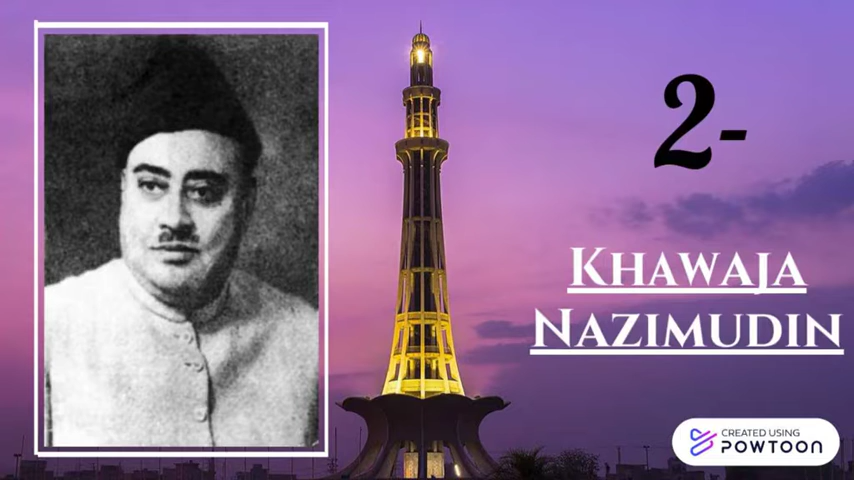 2-
KHAWAJA
NAZIMUDIN
CREATED USING
POWTOON